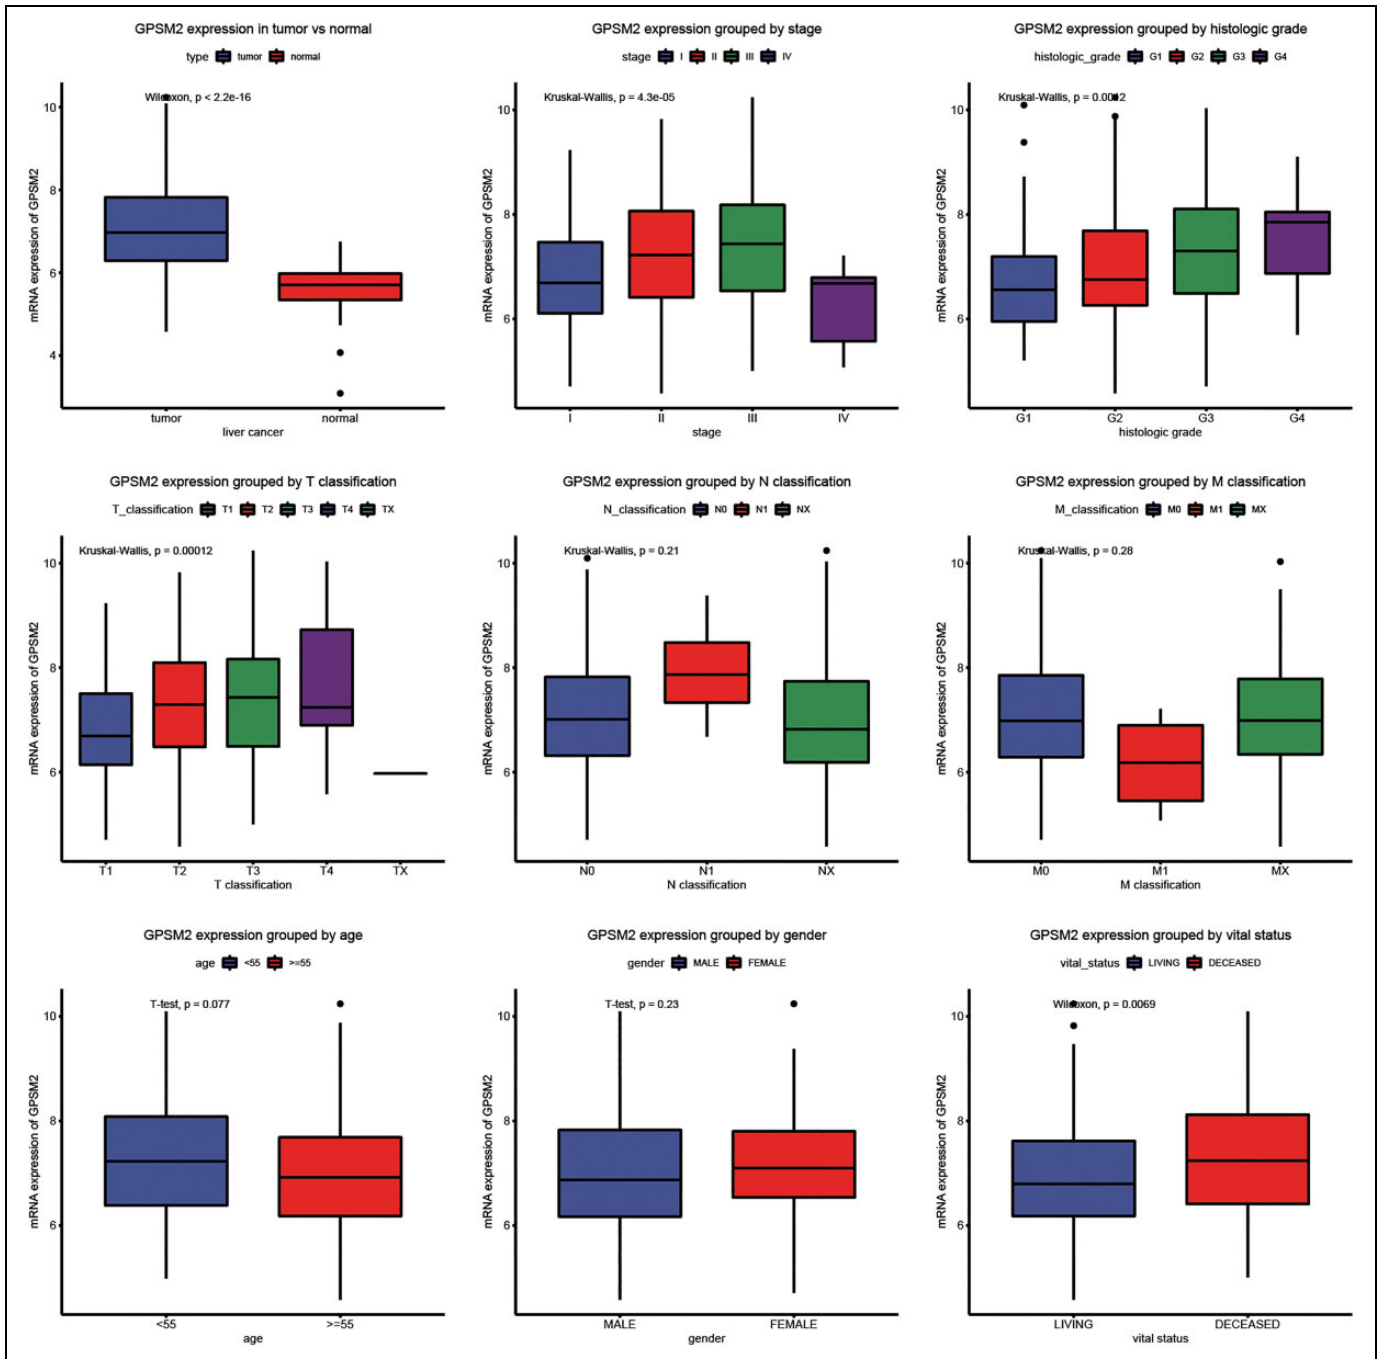 GPSM2 expression in tumor vs normal
type tumor normal
Wilcoxon, p < 2.2e-16
mRNA expression of GPSM2
10
8
6
4
tumor normal
liver cancer
GPSM2 expression grouped by stage
stage I II III IV
Kruskal-Wallis, p = 4.3e-05
mRNA expression of GPSM2
10
8
6
I II III IV
stage
GPSM2 expression grouped by histologic grade
histologic_grade G1 G2 G3 G4
Kruskal-Wallis, p =
mRNA expression of GPSM2
10
8
6
G1 G2 G3 G4
histologic grade
GPSM2 expression grouped by T classification
T_classification T1 T2 T3 T4 TX
Kruskal-Wallis, p = 0.00012
mRNA expression of GPSM2
10
8
6
T1 T2 T3 T4 TX
T classification
GPSM2 expression grouped by N classification
N_classification N0 N1 NX
Kruskal-Wallis, p = 0.21
mRNA expression of GPSM2
10
8
6
N0 N1 NX
N classification
GPSM2 expression grouped by M classification
M_classification M0 M1 MX
Kruskal-Wallis, p = 0.28
mRNA expression of GPSM2
10
8
6
M0 M1 MX
M classification
GPSM2 expression grouped by age
age <55 >=55
T-test, p = 0.077
mRNA expression of GPSM2
10
8
6
<55 >=55
age
GPSM2 expression grouped by gender
gender MALE FEMALE
T-test, p = 0.23
mRNA expression of GPSM2
10
8
6
MALE FEMALE
gender
GPSM2 expression grouped by vital status
vital_status LIVING DECEASED
Wilcoxon, p = 0.0069
mRNA expression of GPSM2
10
8
6
LIVING DECEASED
vital status